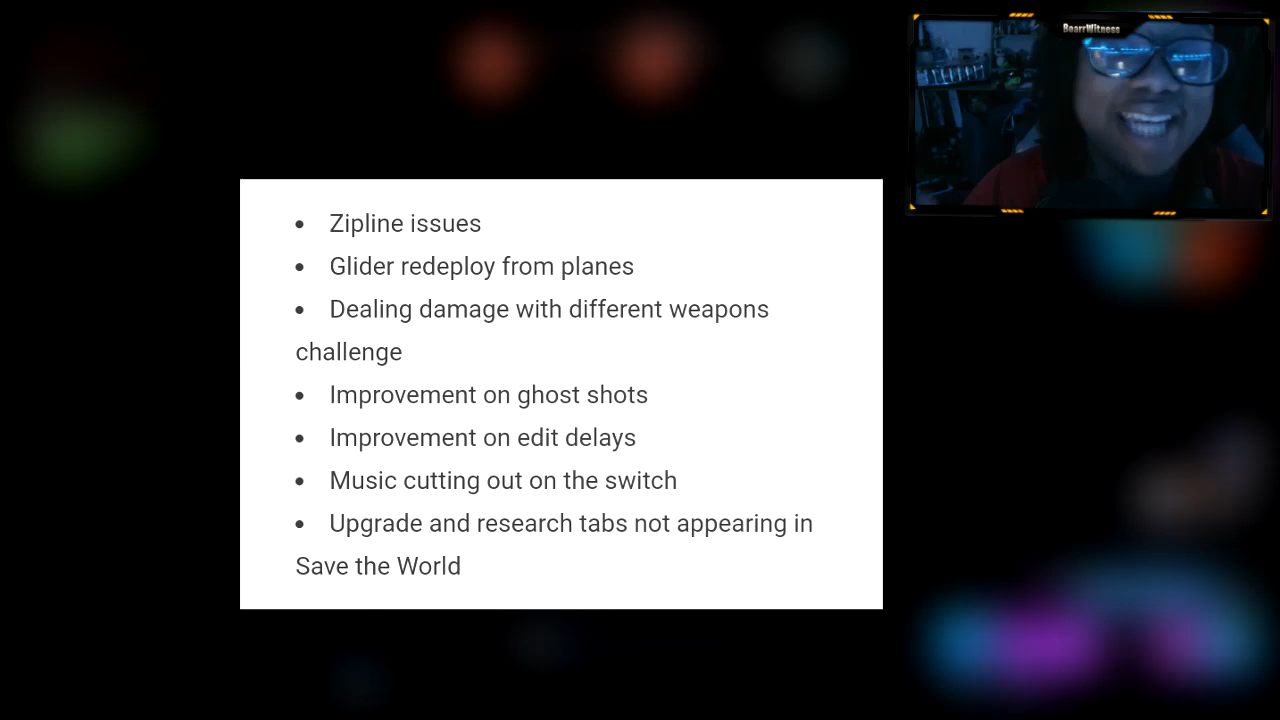 BearrWitness
• Zipline issues
• Glider redeploy from planes
• Dealing damage with different weapons
challenge
• Improvement on ghost shots
• Improvement on edit delays
• Music cutting out on the switch
• Upgrade and research tabs not appearing in
Save the World